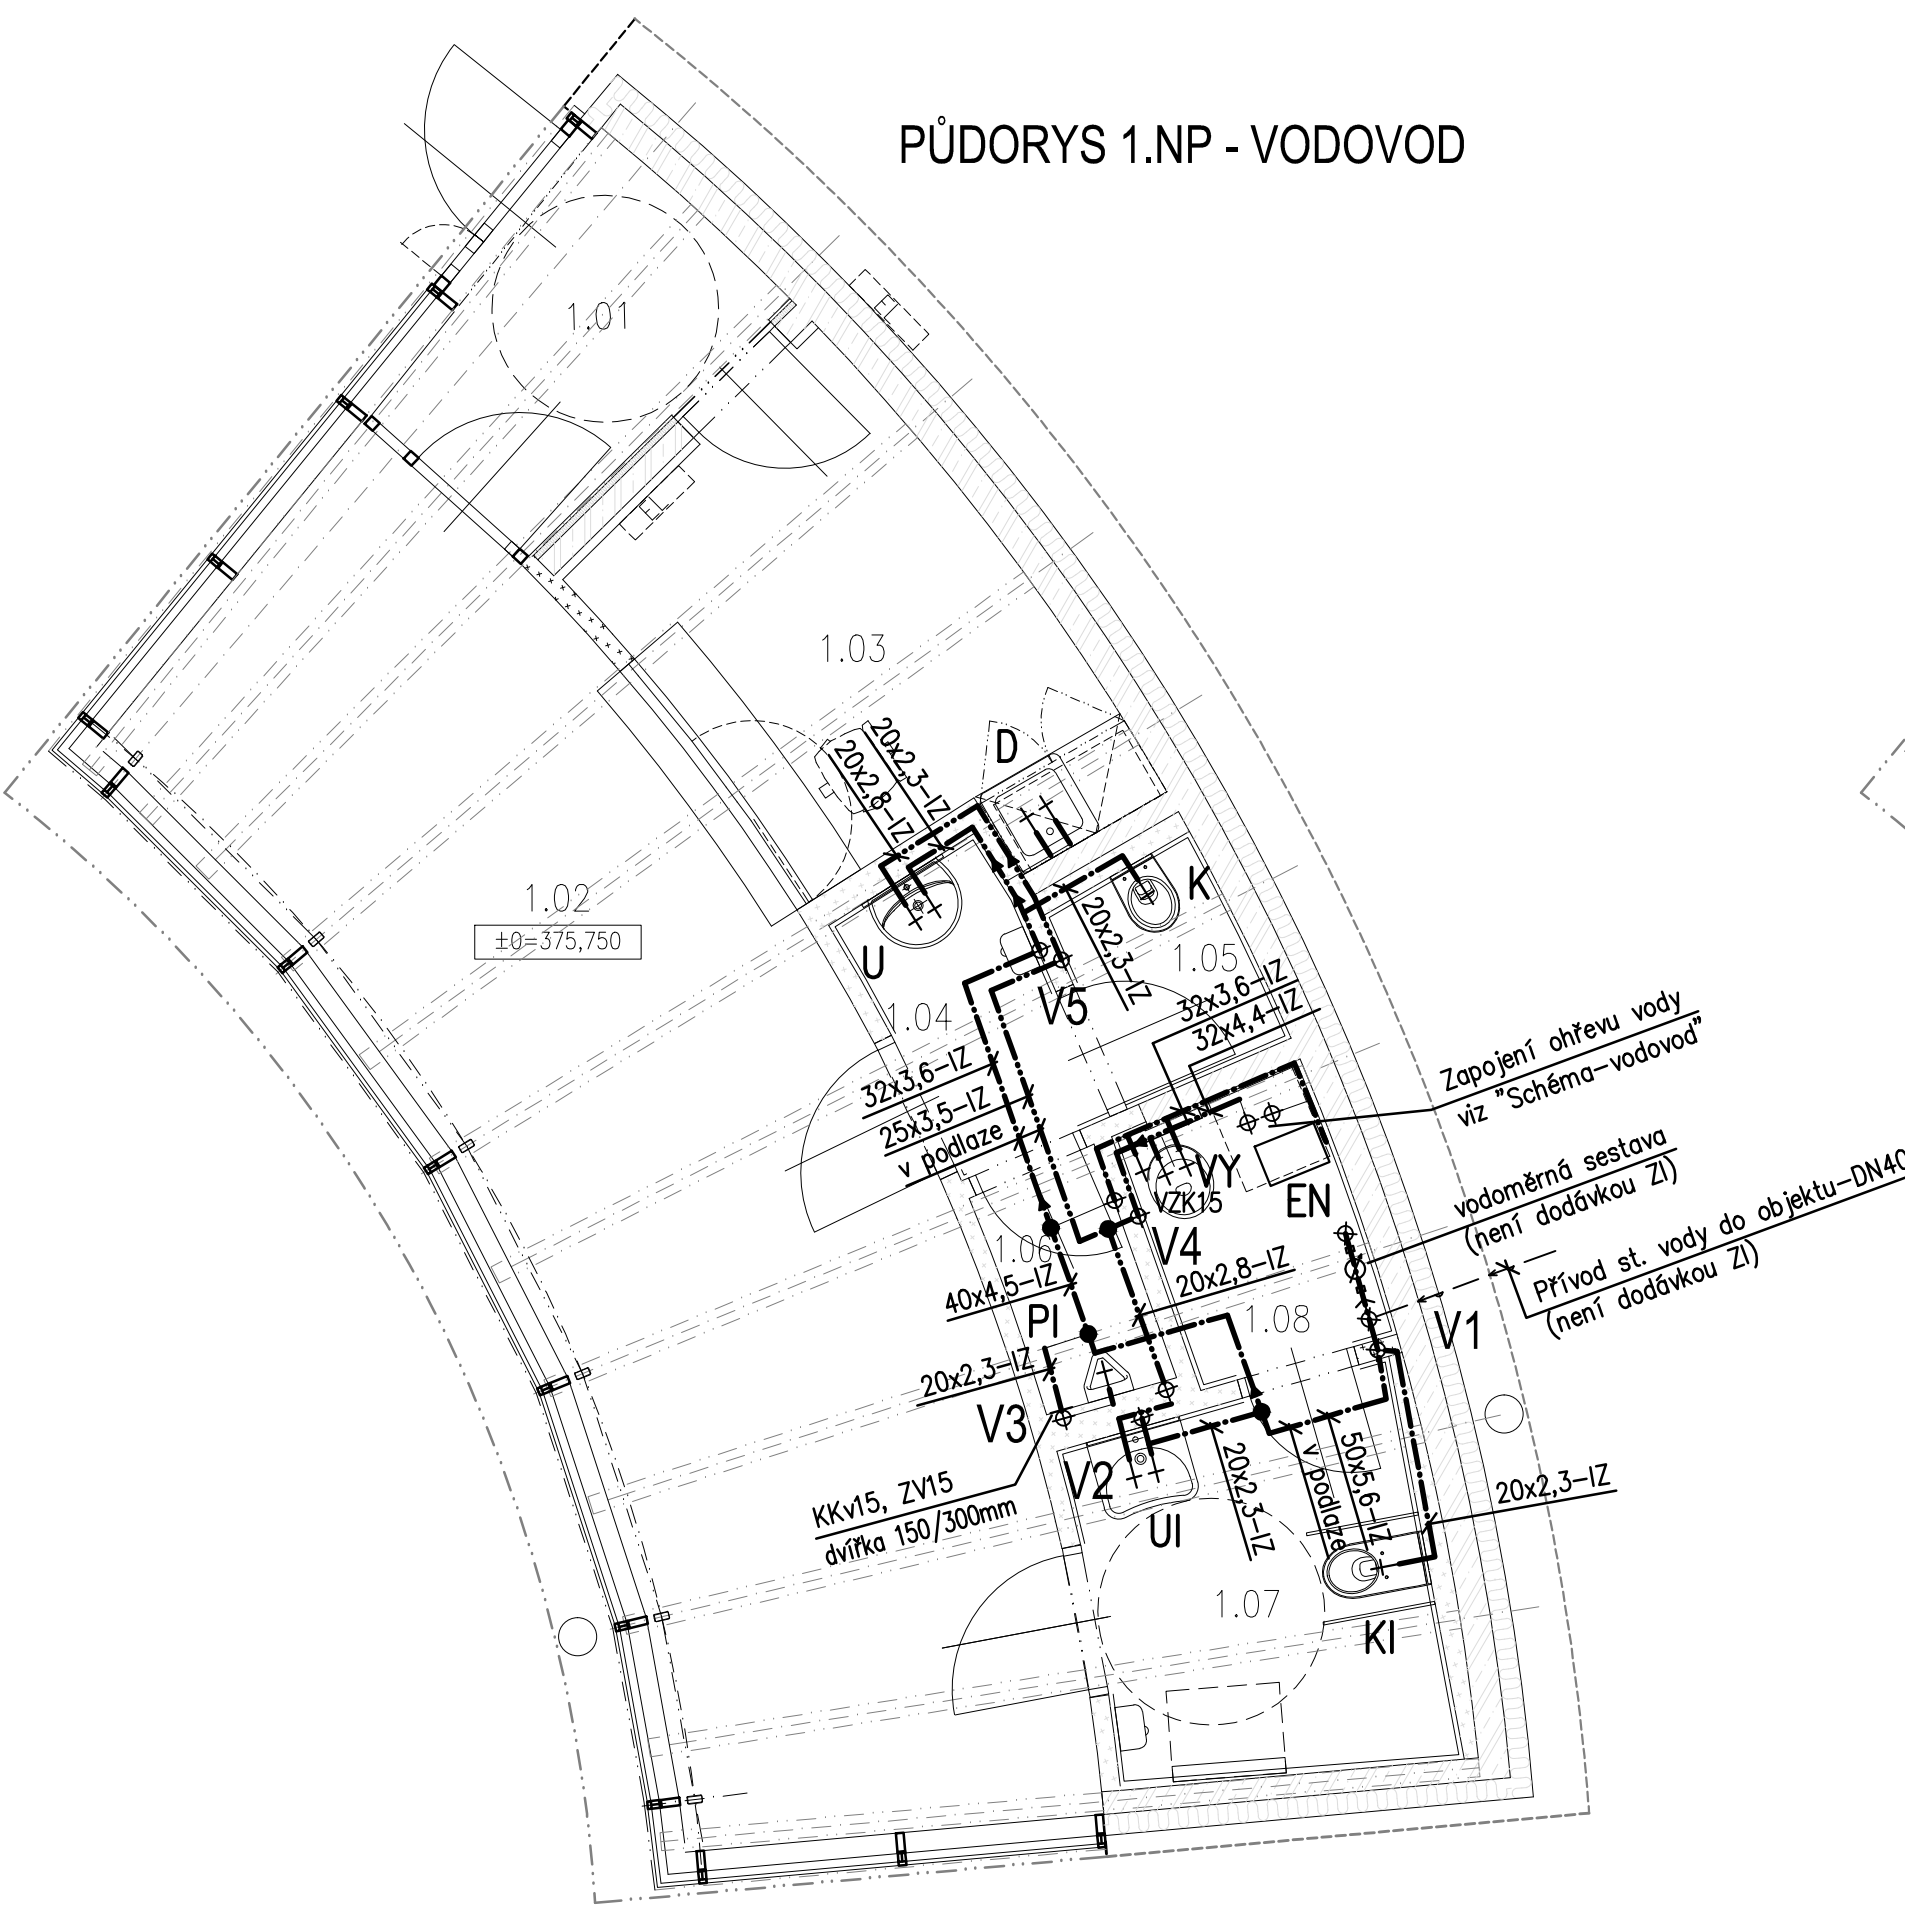 PŮDORYS 1.NP - VODOVOD
1.01
1.03
20x2,3-IZ
20x2,8-IZ
D
1.02
±0=375,750
U
K
20x2,3-IZ
1.05
V5
1.04
32x3,6-IZ
32x4,4-IZ
Zapojení ohřevu vody
viz "Schéma-vodovod"
32x3,6-IZ
25x3,5-IZ
v podlaze
VY
VZK15
EN
vodoměrná sestava
(není dodávkou ZI)
Přívod st. vody do objektu-DN40
(není dodávkou ZI)
V4
1.06
20x2,8-IZ
40x4,5-IZ
PI
1.08
V1
20x2,3-IZ
V3
V2
KKv15, ZV15
dvířka 150/300mm
UI
20x2,3-IZ
v podlaze
50x5,6-IZ
20x2,3-IZ
1.07
KI